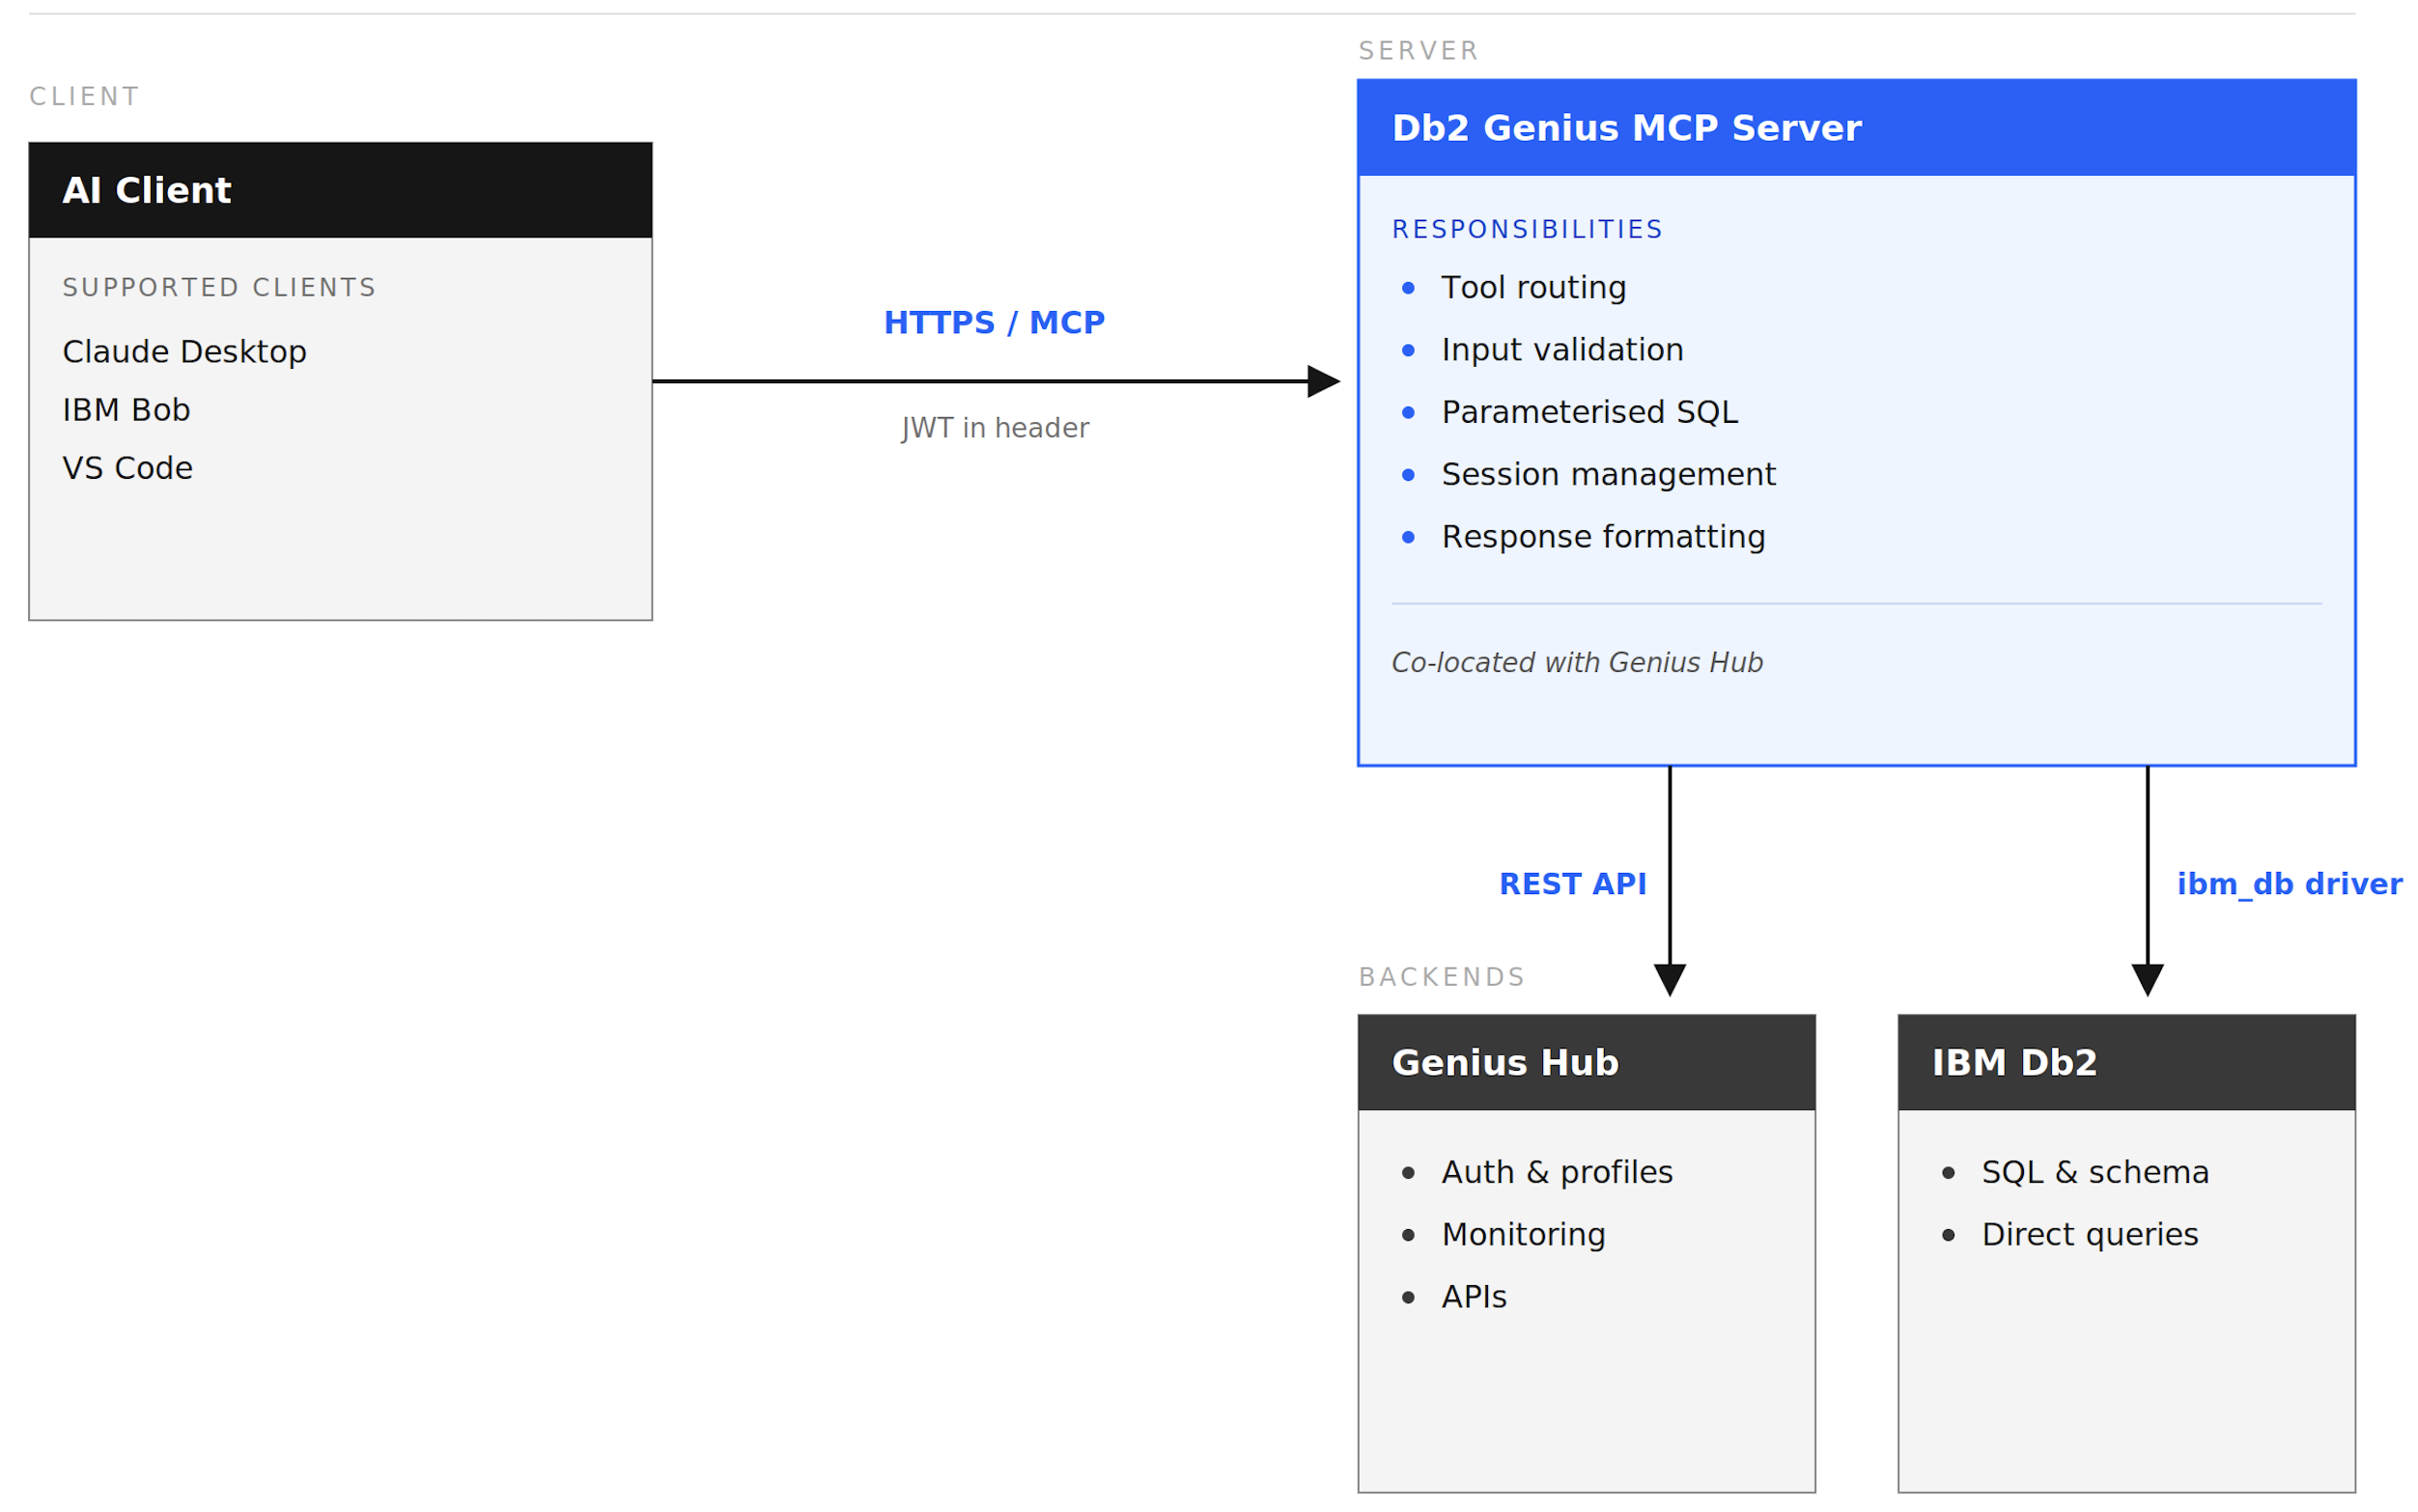 CLIENT
AI Client
SUPPORTED CLIENTS
Claude Desktop
IBM Bob
VS Code
HTTPS / MCP
JWT in header
SERVER
Db2 Genius MCP Server
RESPONSIBILITIES
Tool routing
Input validation
Parameterised SQL
Session management
Response formatting
Co-located with Genius Hub
REST API
ibm_db driver
BACKENDS
Genius Hub
Auth & profiles
Monitoring
APIs
IBM Db2
SQL & schema
Direct queries